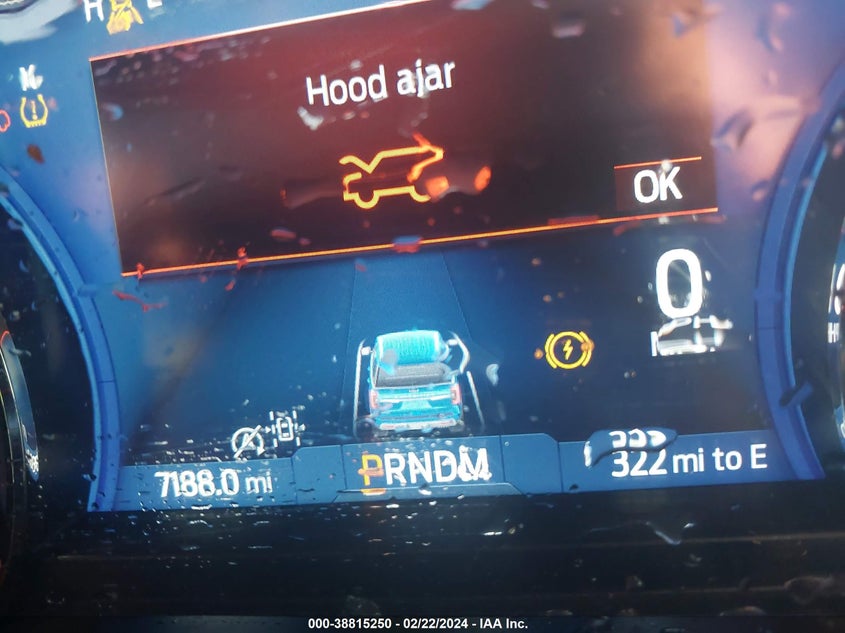 H E
Hood ajar
OK
0
7188.0 mi
PRNDM
322 mi to E
000-38815250 - 02/22/2024 - IAA Inc.